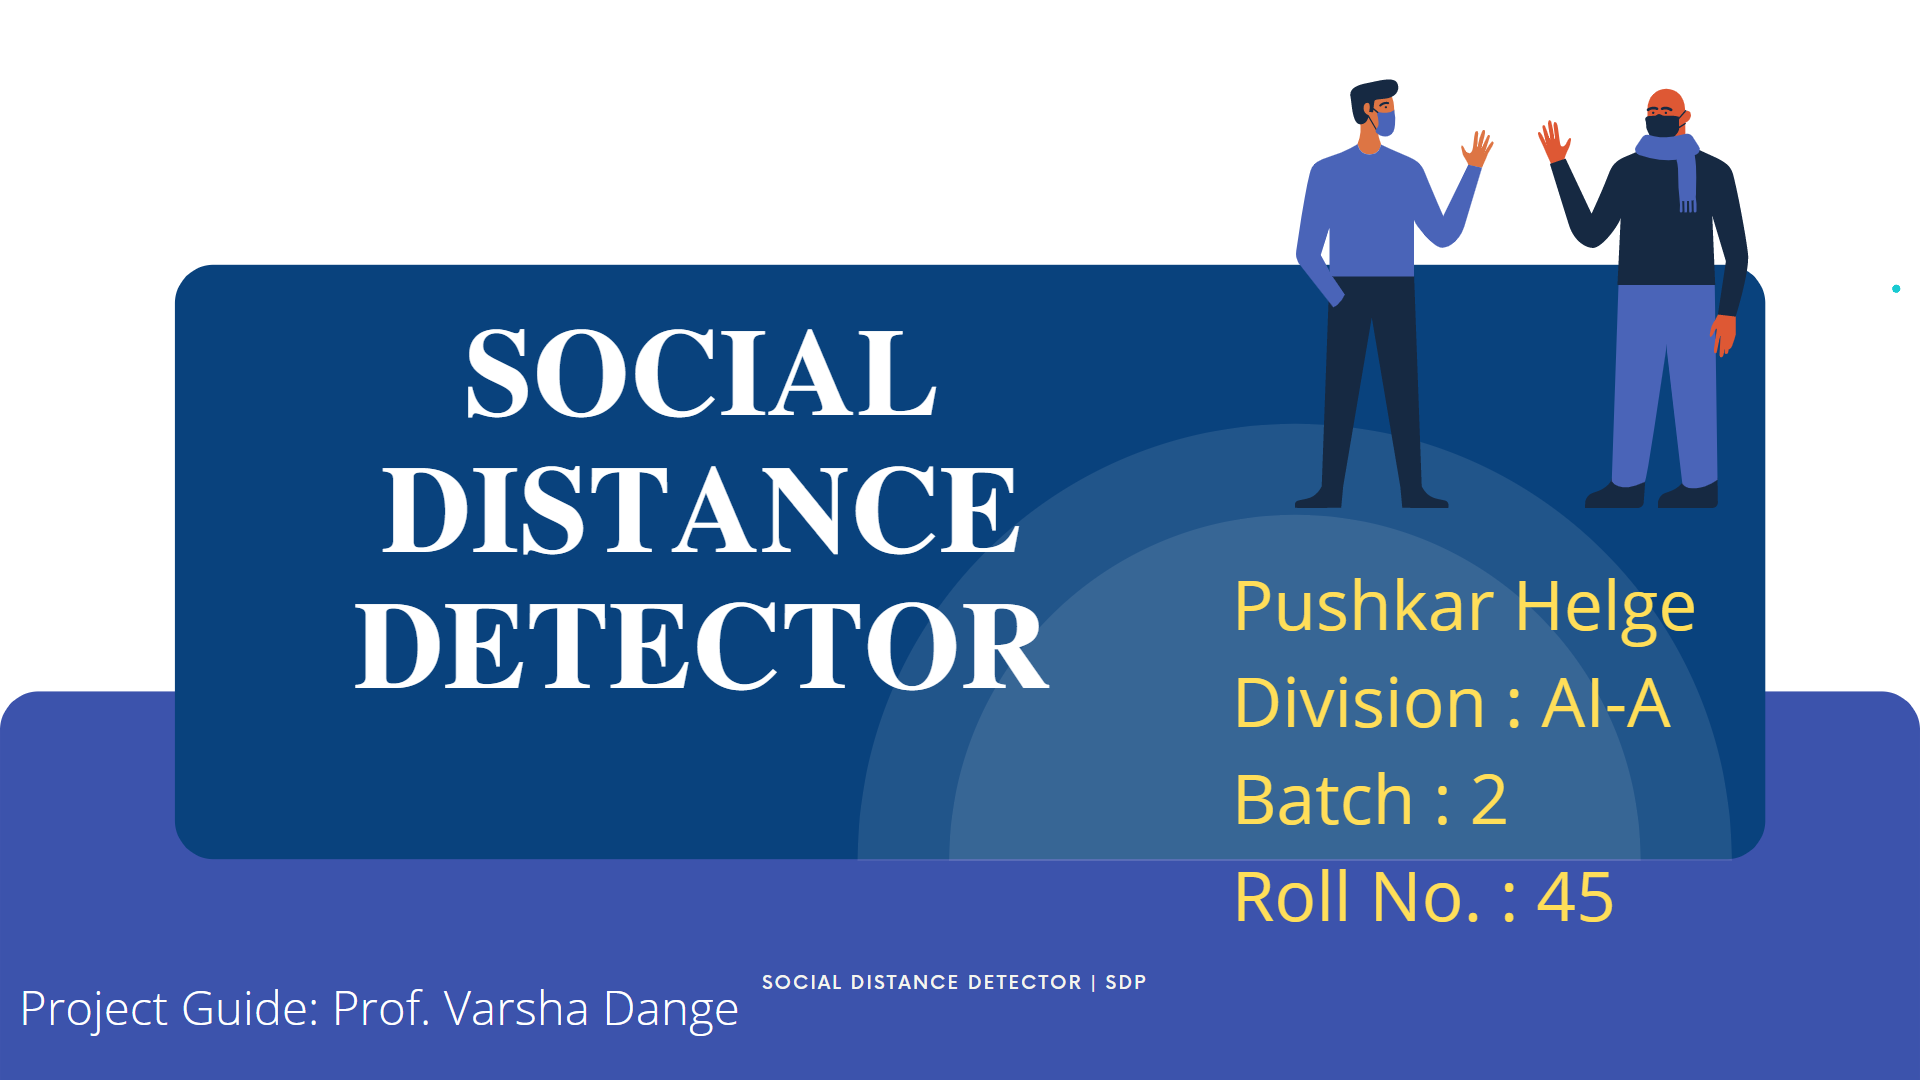 SOCIAL
DISTANCE
DETECTOR
Pushkar Helge
Division : AI-A
Batch : 2
Roll No. : 45
SOCIAL DISTANCE DETECTOR | SDP
Project Guide: Prof. Varsha Dange